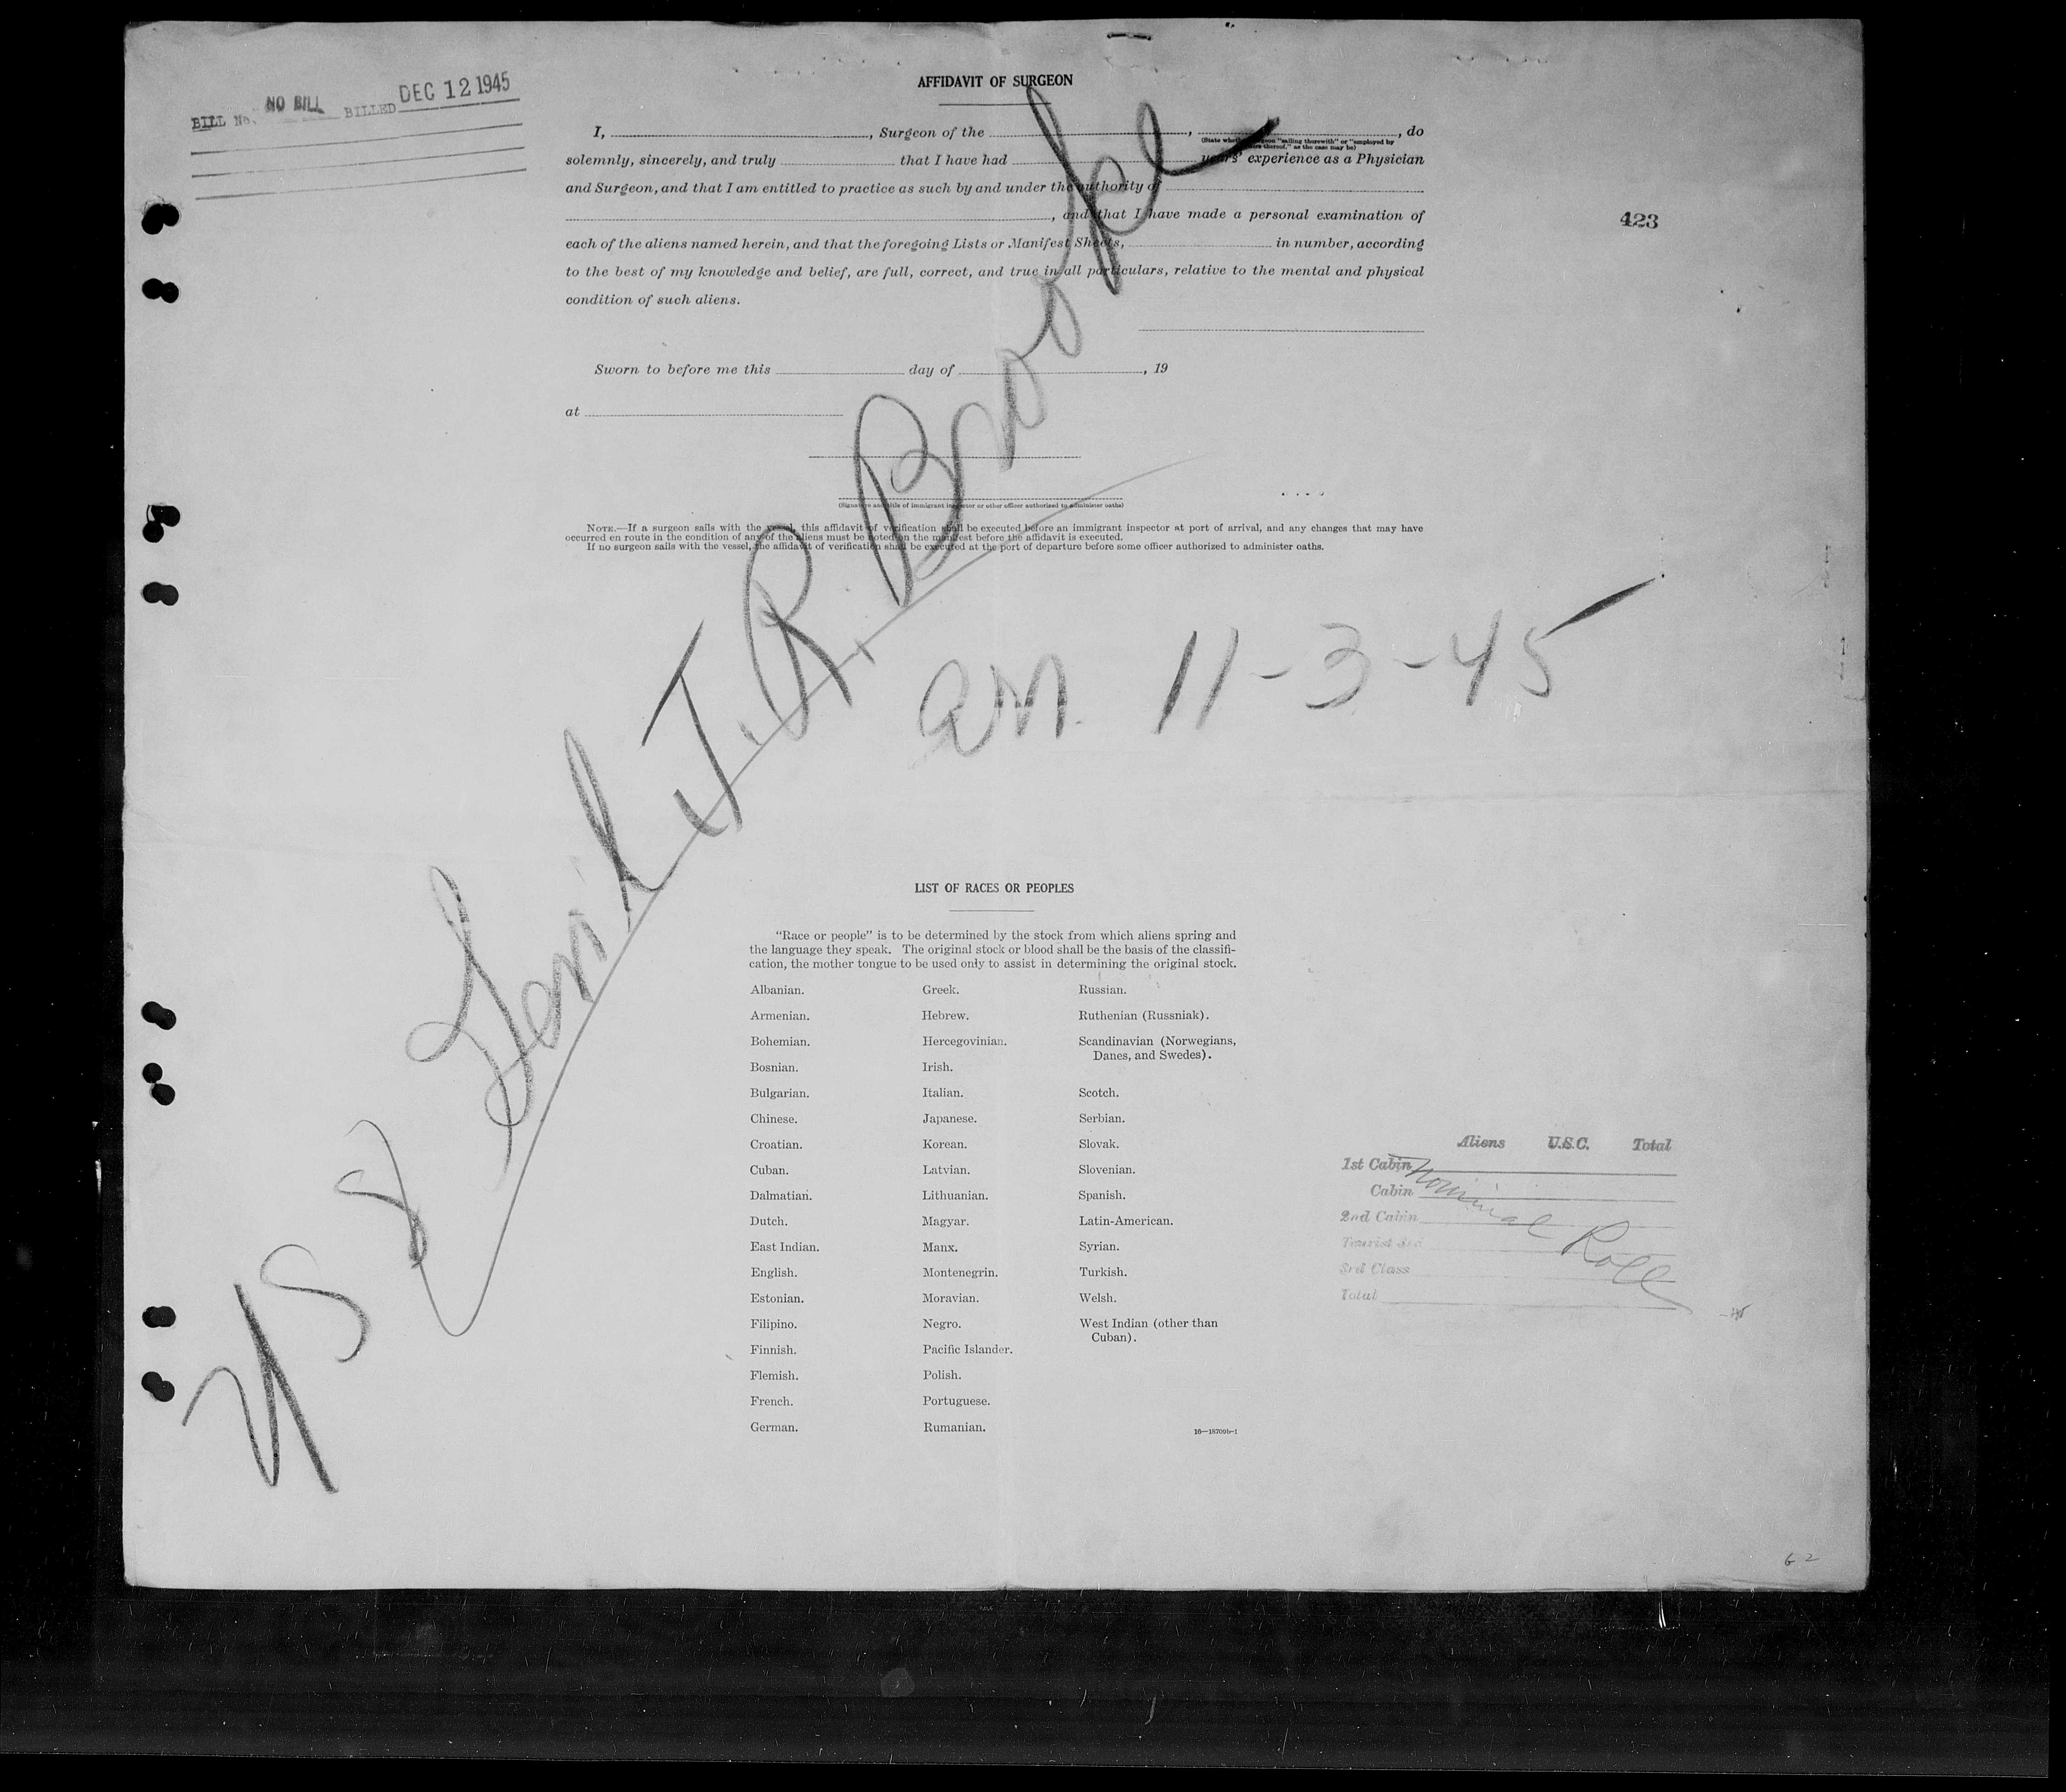 BILL No. NO BILL BILLED DEC 12 1945
AFFIDAVIT OF SURGEON
I, , Surgeon of the , , do
(State whether surgeon "sailing therewith" or "employed by
owners thereof," as the case may be)
solemnly, sincerely, and truly that I have had years' experience as a Physician
and Surgeon, and that I am entitled to practice as such by and under the authority of
, and that I have made a personal examination of
423
each of the aliens named herein, and that the foregoing Lists or Manifest Sheets, in number, according
to the best of my knowledge and belief, are full, correct, and true in all particulars, relative to the mental and physical
condition of such aliens.
Sworn to before me this day of , 19
at
(Signature and title of immigrant inspector or other officer authorized to administer oaths)
NOTE.—If a surgeon sails with the vessel, this affidavit of verification shall be executed before an immigrant inspector at port of arrival, and any changes that may have
occurred en route in the condition of any of the aliens must be noted on the manifest before the affidavit is executed.
If no surgeon sails with the vessel, the affidavit of verification shall be executed at the port of departure before some officer authorized to administer oaths.
J. R. Brooke
11-3-45
LIST OF RACES OR PEOPLES
"Race or people" is to be determined by the stock from which aliens spring and
the language they speak. The original stock or blood shall be the basis of the classifi-
cation, the mother tongue to be used only to assist in determining the original stock.
Albanian. Greek. Russian.
Armenian. Hebrew. Ruthenian (Russniak).
Bohemian. Hercegovinian. Scandinavian (Norwegians,
Danes, and Swedes).
Bosnian. Irish.
Bulgarian. Italian. Scotch.
Chinese. Japanese. Serbian.
Croatian. Korean. Slovak.
Cuban. Latvian. Slovenian.
Dalmatian. Lithuanian. Spanish.
Dutch. Magyar. Latin-American.
East Indian. Manx. Syrian.
English. Montenegrin. Turkish.
Estonian. Moravian. Welsh.
Filipino. Negro. West Indian (other than
Cuban).
Finnish. Pacific Islander.
Flemish. Polish.
French. Portuguese.
German. Rumanian.
16—18709b-1
Aliens U.S.C. Total
1st Cabin
Cabin
2nd Cabin
Tourist 3rd
3rd Class
Total
Nominal Roll
62